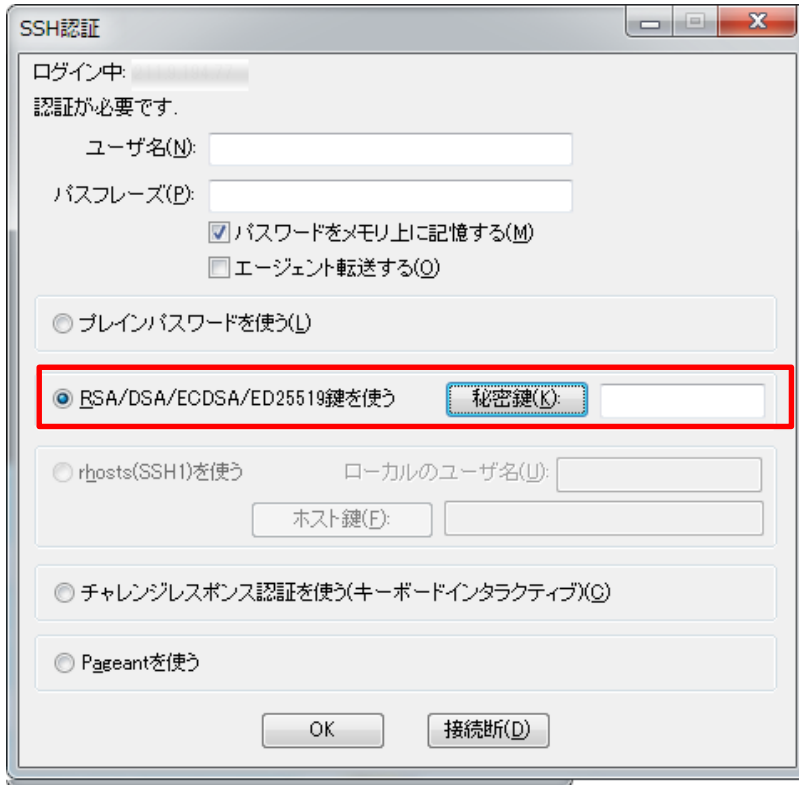 SSH認証
ログイン中:
認証が必要です.
ユーザ名(N):
パスフレーズ(P):
パスワードをメモリ上に記憶する(M)
エージェント転送する(O)
プレインパスワードを使う(L)
RSA/DSA/ECDSA/ED25519鍵を使う 秘密鍵(K):
rhosts(SSH1)を使う ローカルのユーザ名(U):
ホスト鍵(F):
チャレンジレスポンス認証を使う(キーボードインタラクティブ)(C)
Pageantを使う
OK 接続断(D)